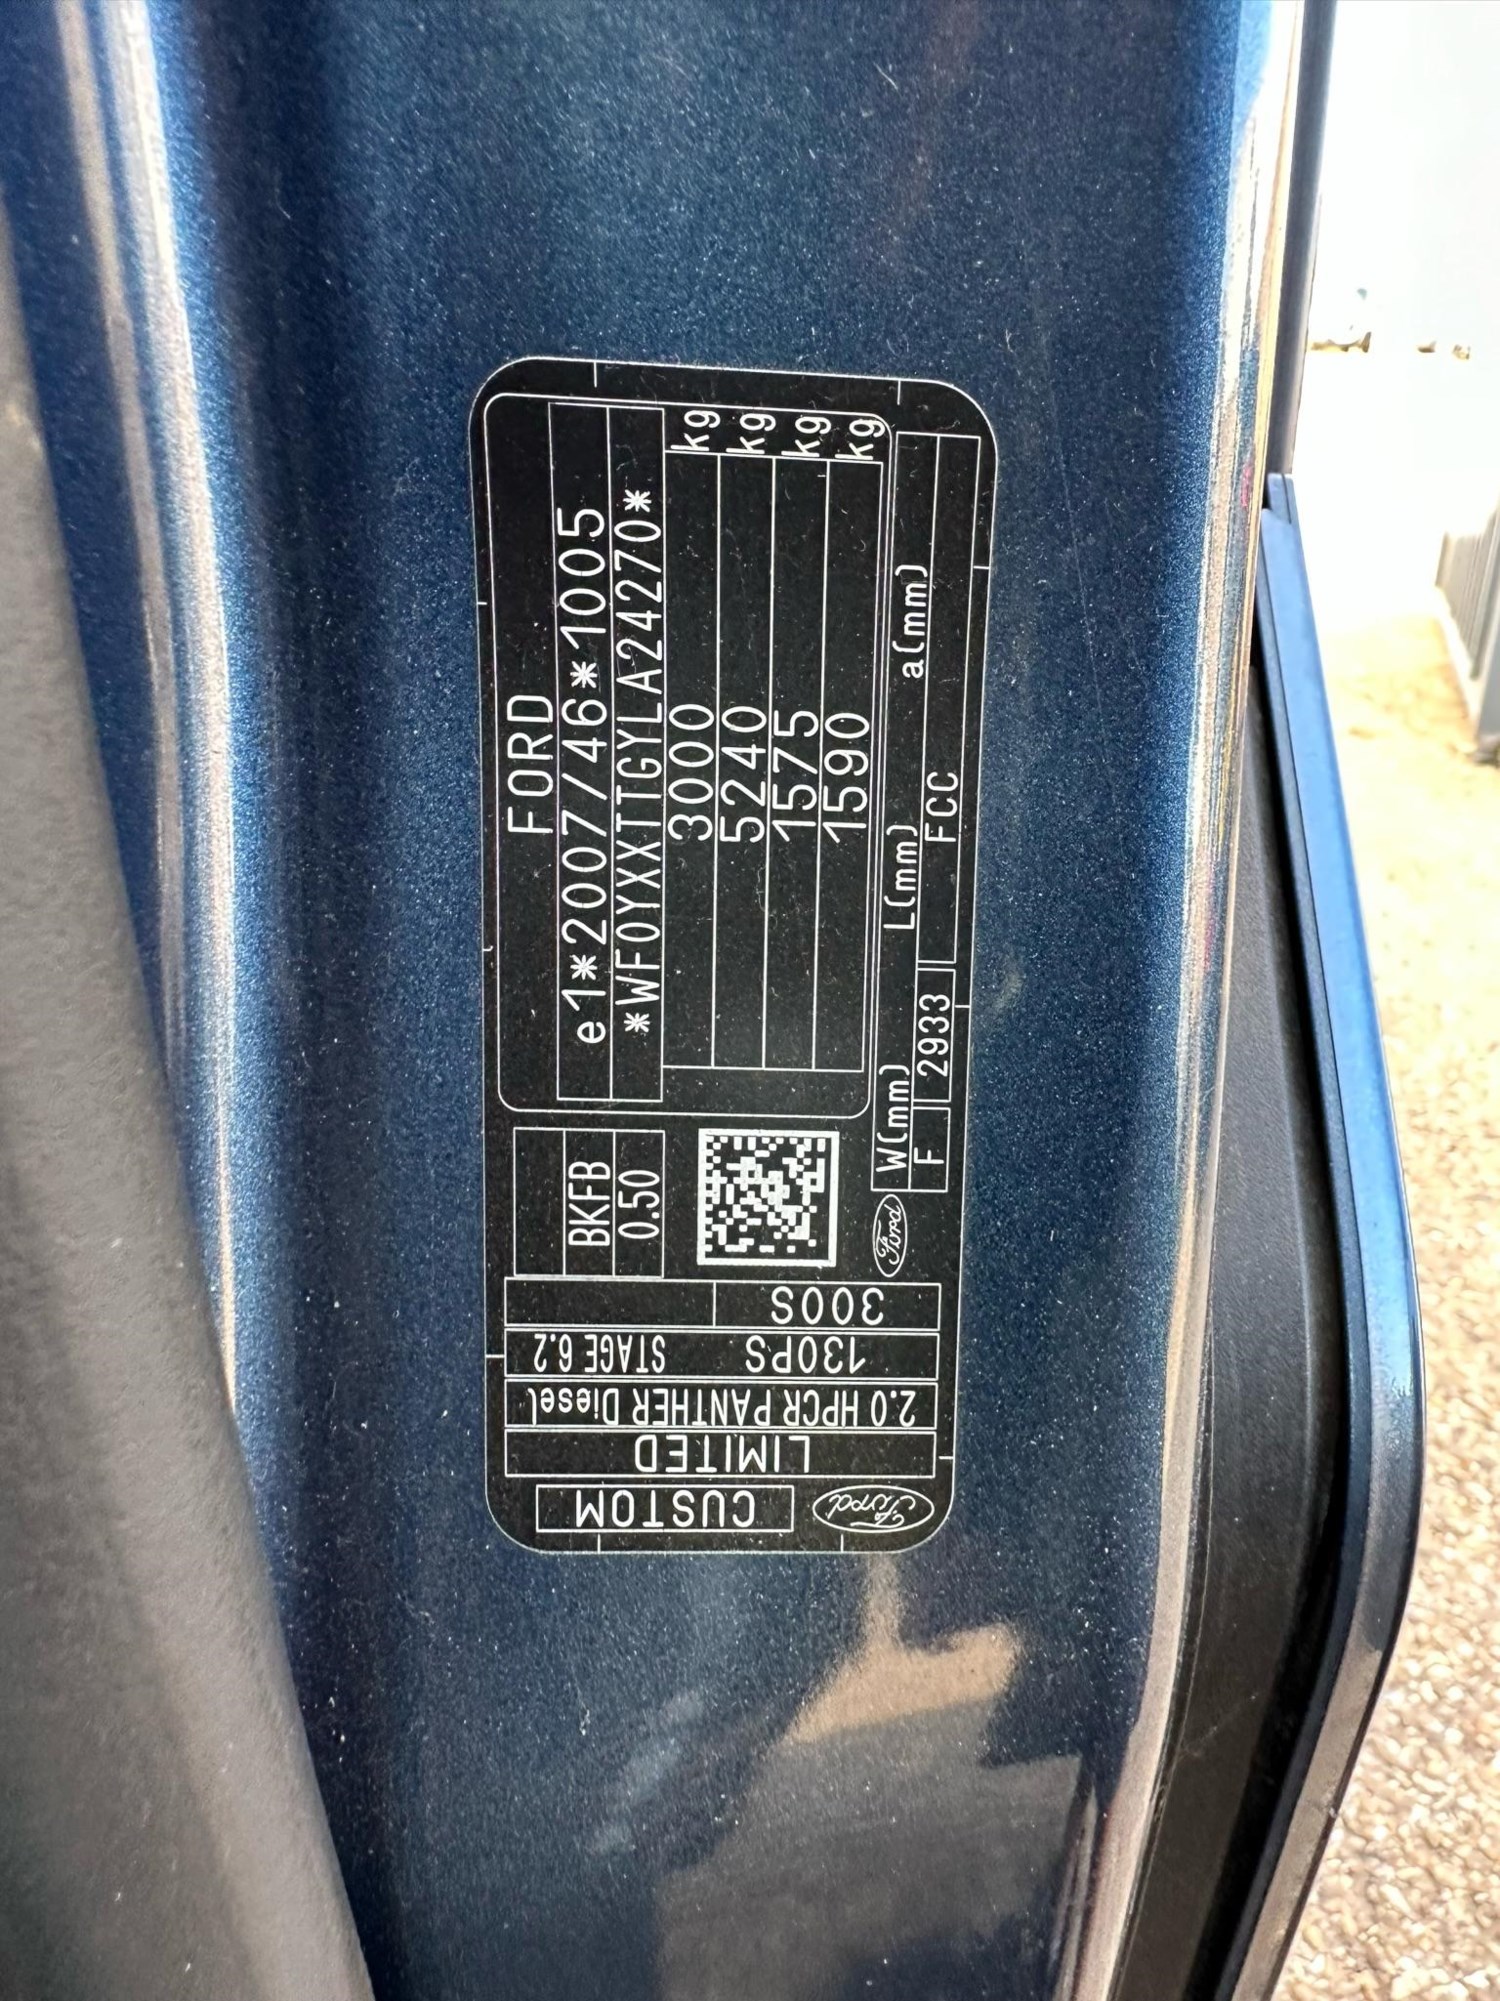 FORD
e1*2007/46*1005
*WF0YXXTTGYLA24270*
3000 kg
5240 kg
1575 kg
1590 kg
W(mm) L(mm) a(mm)
F 2933 FCC
BKFB
0.50
Ford
Ford CUSTOM
LIMITED
2.0 HPCR PANTHER Diesel
130PS STAGE 6.2
300S